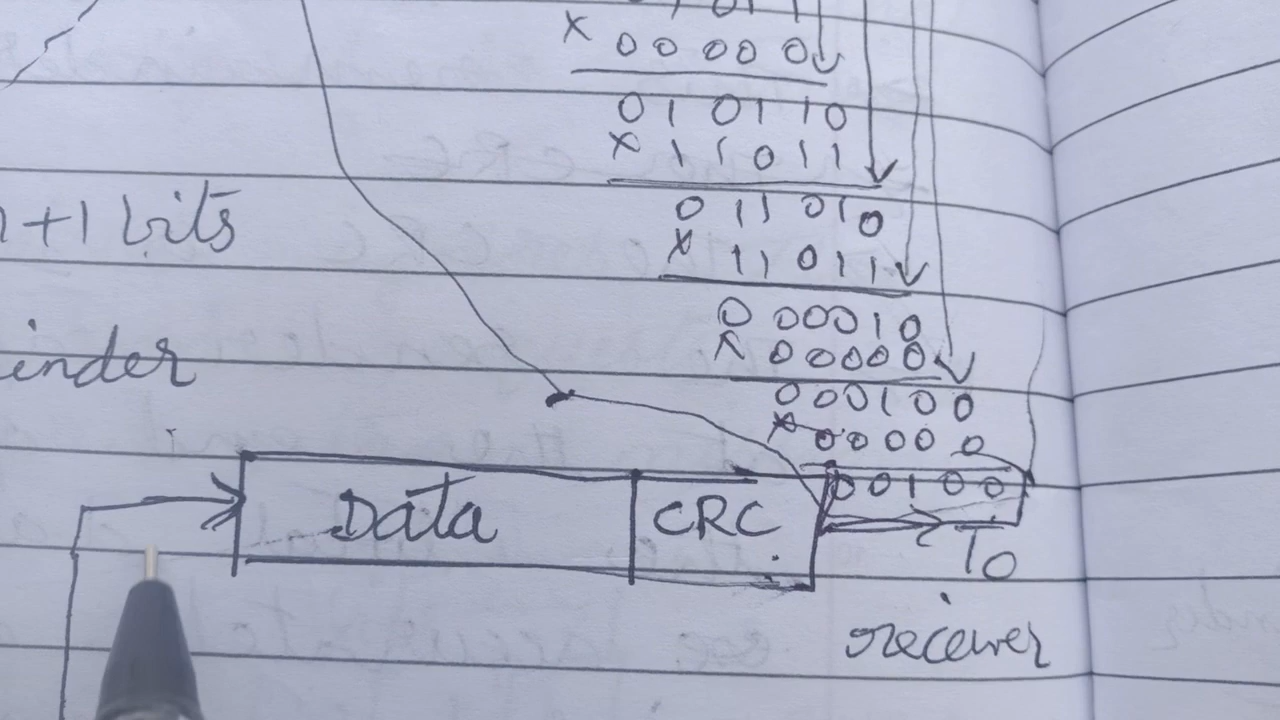 x 0 0 0 0 0
0 1 0 1 1 0
x 1 1 0 1 1
0 1 1 0 1 0
+1 bits
x 1 1 0 1 1
0 0 0 0 1 0
x 0 0 0 0 0
inder
0 0 0 1 0 0
x 0 0 0 0 0
0 0 1 0 0
Data CRC
To
receiver